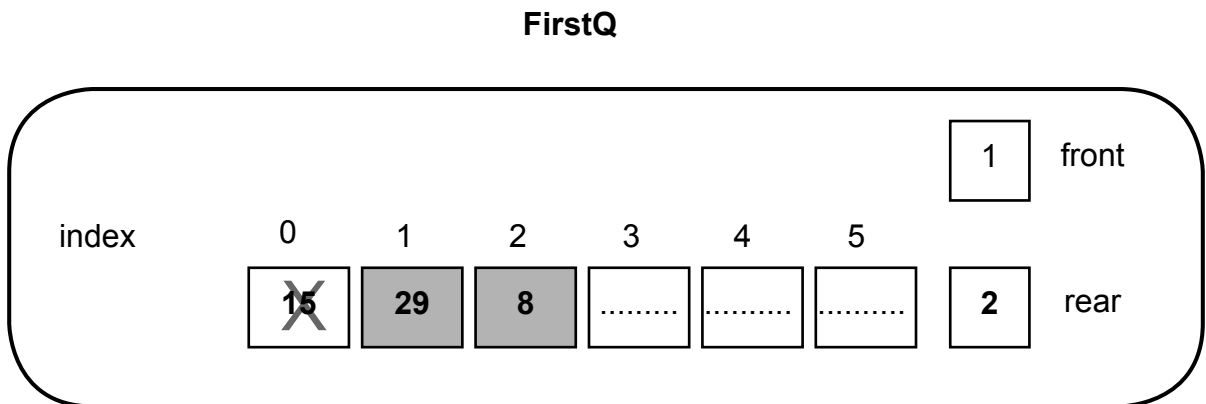 FirstQ
1 front
index 0 1 2 3 4 5
15 29 8 ......... .......... .......... 2 rear